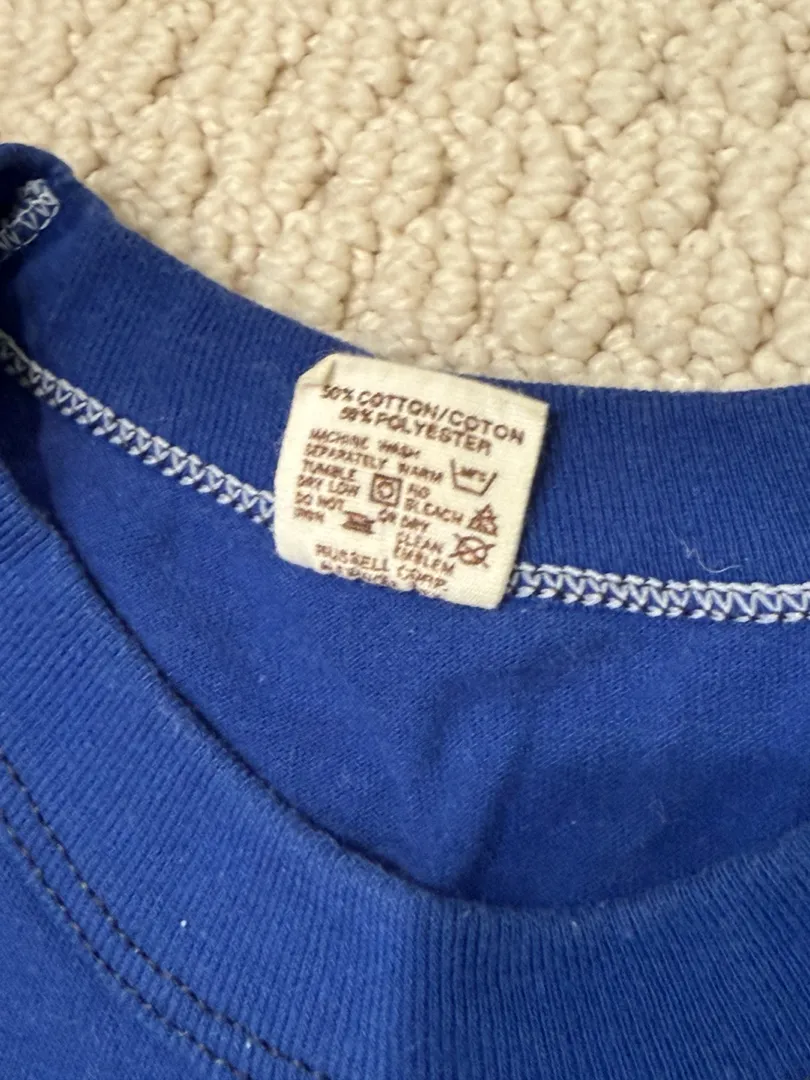 50% COTTON/COTON
50% POLYESTER
MACHINE WASH
SEPARATELY WARM
TUMBLE
DRY LOW
NO
BLEACH
DO NOT
IRON
OR DRY
CLEAN
EMBLEM
RUSSELL CORP.